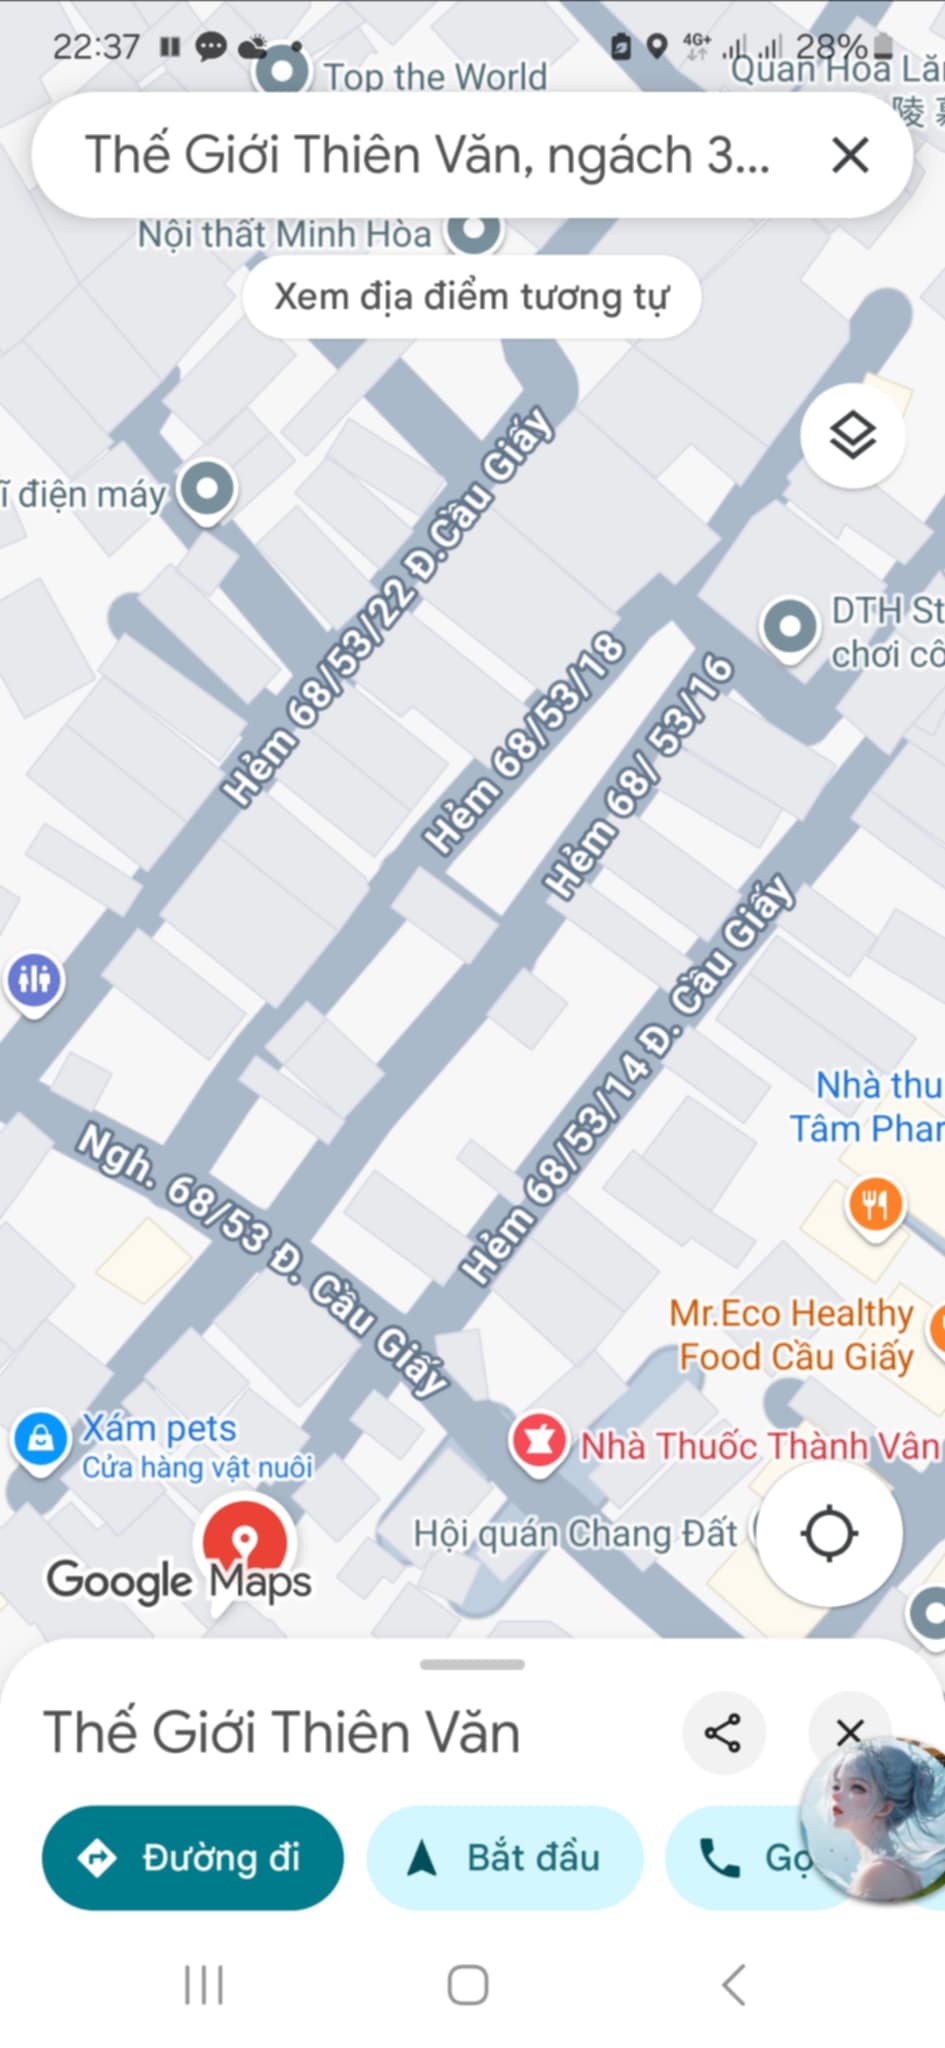 22:37
4G+
28%
Top the World
Quán Hoa Lă
陵
Thế Giới Thiên Văn, ngách 3...
Nội thất Minh Hòa
Xem địa điểm tương tự
ĩ điện máy
Hẻm 68/53/22 Đ.Cầu Giấy
DTH St
chơi cô
Hẻm 68/53/18
Hẻm 68/ 53/16
Hẻm 68/53/14 Đ. Cầu Giấy
Nhà thu
Tâm Phar
Ngh. 68/53 Đ. Cầu Giấy
Mr.Eco Healthy
Food Cầu Giấy
Xám pets
Cửa hàng vật nuôi
Nhà Thuốc Thành Vân
Hội quán Chang Đất
Google Maps
Thế Giới Thiên Văn
Đường đi
Bắt đầu
Gọ